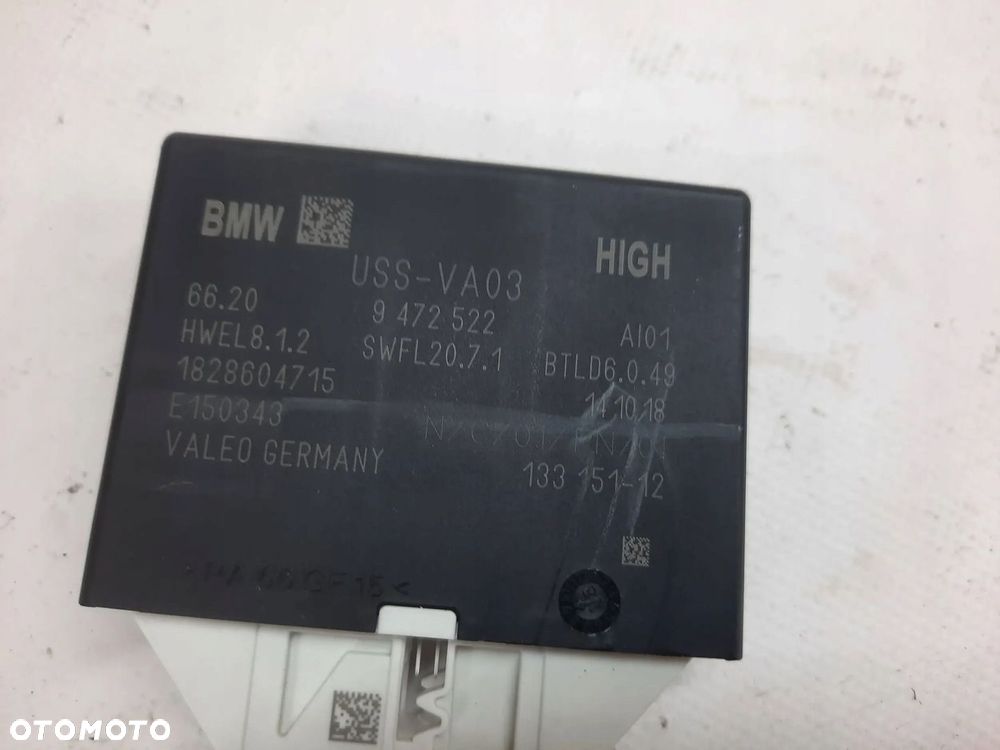 BMW
HIGH
USS-VA03
66.20
9 472 522
AI01
HWEL8.1.2
SWFL20.7.1
BTLD6.0.49
1828604715
14.10.18
E150343
VALEO GERMANY
133 151-12
OTOMOTO